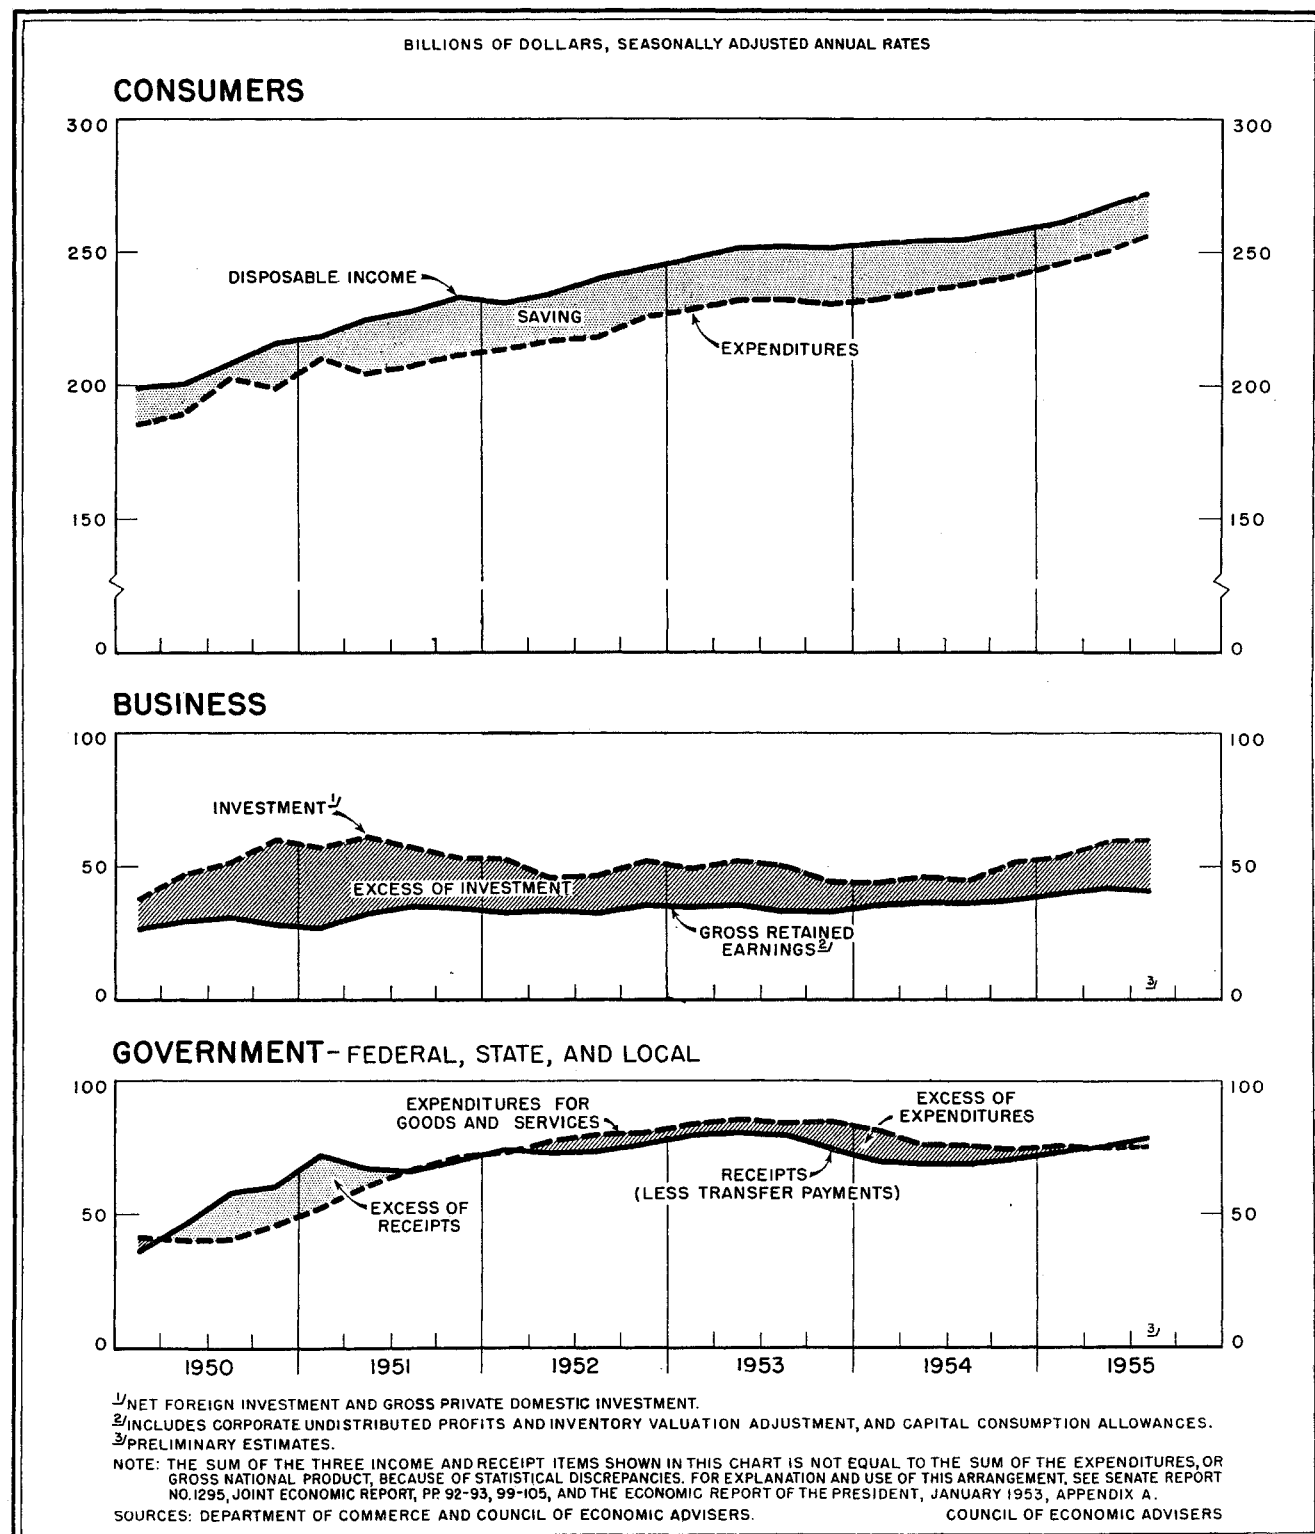 BILLIONS OF DOLLARS, SEASONALLY ADJUSTED ANNUAL RATES
CONSUMERS
300 300
250 250
DISPOSABLE INCOME
SAVING
EXPENDITURES
200 200
150 150
0 0
BUSINESS
100 100
INVESTMENT 1/
50 50
EXCESS OF INVESTMENT
GROSS RETAINED
EARNINGS 2/
3/
0 0
GOVERNMENT - FEDERAL, STATE, AND LOCAL
100 100
EXPENDITURES FOR
GOODS AND SERVICES
EXCESS OF
EXPENDITURES
RECEIPTS
(LESS TRANSFER PAYMENTS)
EXCESS OF
RECEIPTS
50 50
3/
0 0
1950 1951 1952 1953 1954 1955
1/ NET FOREIGN INVESTMENT AND GROSS PRIVATE DOMESTIC INVESTMENT.
2/ INCLUDES CORPORATE UNDISTRIBUTED PROFITS AND INVENTORY VALUATION ADJUSTMENT, AND CAPITAL CONSUMPTION ALLOWANCES.
3/ PRELIMINARY ESTIMATES.
NOTE: THE SUM OF THE THREE INCOME AND RECEIPT ITEMS SHOWN IN THIS CHART IS NOT EQUAL TO THE SUM OF THE EXPENDITURES, OR
GROSS NATIONAL PRODUCT, BECAUSE OF STATISTICAL DISCREPANCIES. FOR EXPLANATION AND USE OF THIS ARRANGEMENT, SEE SENATE REPORT
NO. 1295, JOINT ECONOMIC REPORT, PP. 92-93, 99-105, AND THE ECONOMIC REPORT OF THE PRESIDENT, JANUARY 1953, APPENDIX A.
SOURCES: DEPARTMENT OF COMMERCE AND COUNCIL OF ECONOMIC ADVISERS. COUNCIL OF ECONOMIC ADVISERS